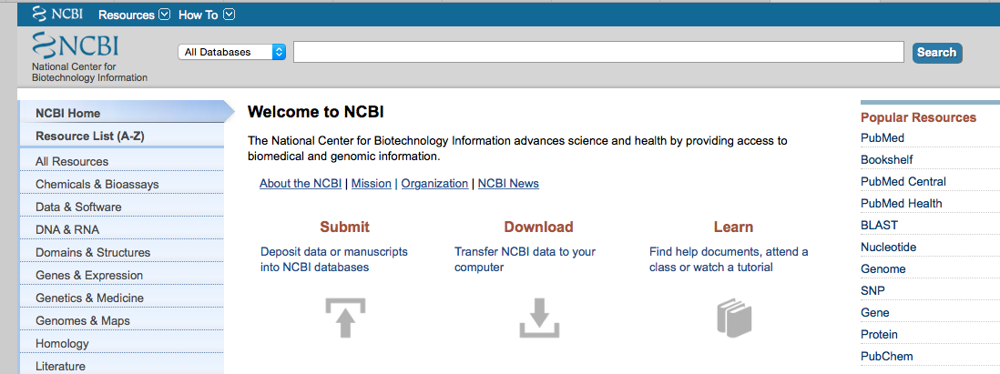 NCBI Resources How To
NCBI
National Center for
Biotechnology Information
All Databases
Search
NCBI Home
Resource List (A-Z)
All Resources
Chemicals & Bioassays
Data & Software
DNA & RNA
Domains & Structures
Genes & Expression
Genetics & Medicine
Genomes & Maps
Homology
Literature
Welcome to NCBI
The National Center for Biotechnology Information advances science and health by providing access to
biomedical and genomic information.
About the NCBI | Mission | Organization | NCBI News
Submit
Deposit data or manuscripts
into NCBI databases
Download
Transfer NCBI data to your
computer
Learn
Find help documents, attend a
class or watch a tutorial
Popular Resources
PubMed
Bookshelf
PubMed Central
PubMed Health
BLAST
Nucleotide
Genome
SNP
Gene
Protein
PubChem